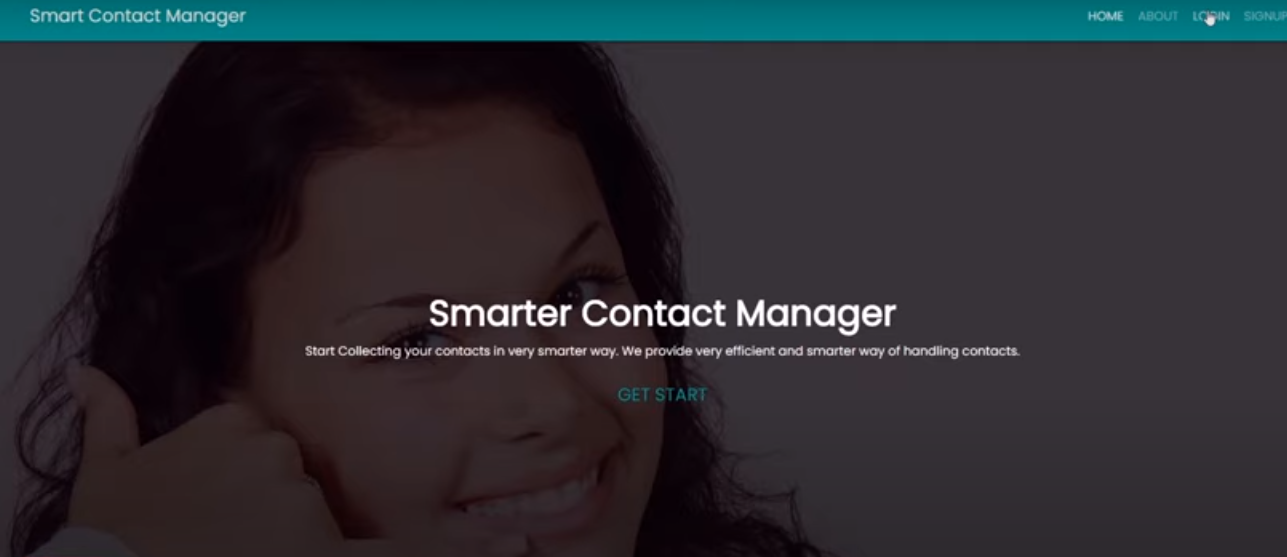 Smart Contact Manager
HOME ABOUT LOGIN SIGNUP
Smarter Contact Manager
Start Collecting your contacts in very smarter way. We provide very efficient and smarter way of handling contacts.
GET START